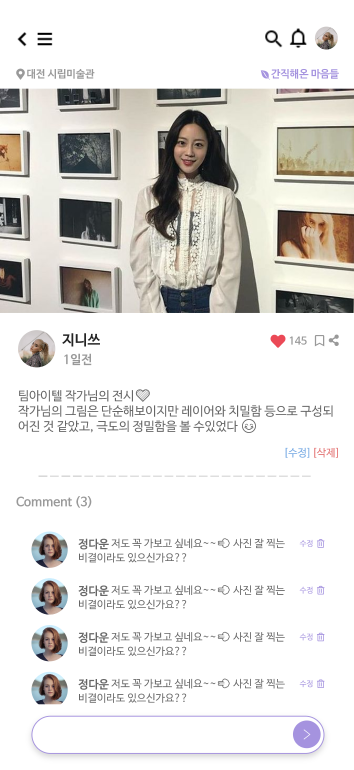 대전 시립미술관
간직해온 마음들
지니쓰
145
1일전
팀아이텔 작가님의 전시🤍
작가님의 그림은 단순해보이지만 레이어와 치밀함 등으로 구성되
어진 것 같았고, 극도의 정밀함을 볼 수있었다 😊
[수정] [삭제]
Comment (3)
정다운 저도 꼭 가보고 싶네요~~ 사진 잘 찍는
비결이라도 있으신가요??
수정
정다운 저도 꼭 가보고 싶네요~~ 사진 잘 찍는
비결이라도 있으신가요??
수정
정다운 저도 꼭 가보고 싶네요~~ 사진 잘 찍는
비결이라도 있으신가요??
수정
정다운 저도 꼭 가보고 싶네요~~ 사진 잘 찍는
비결이라도 있으신가요??
수정